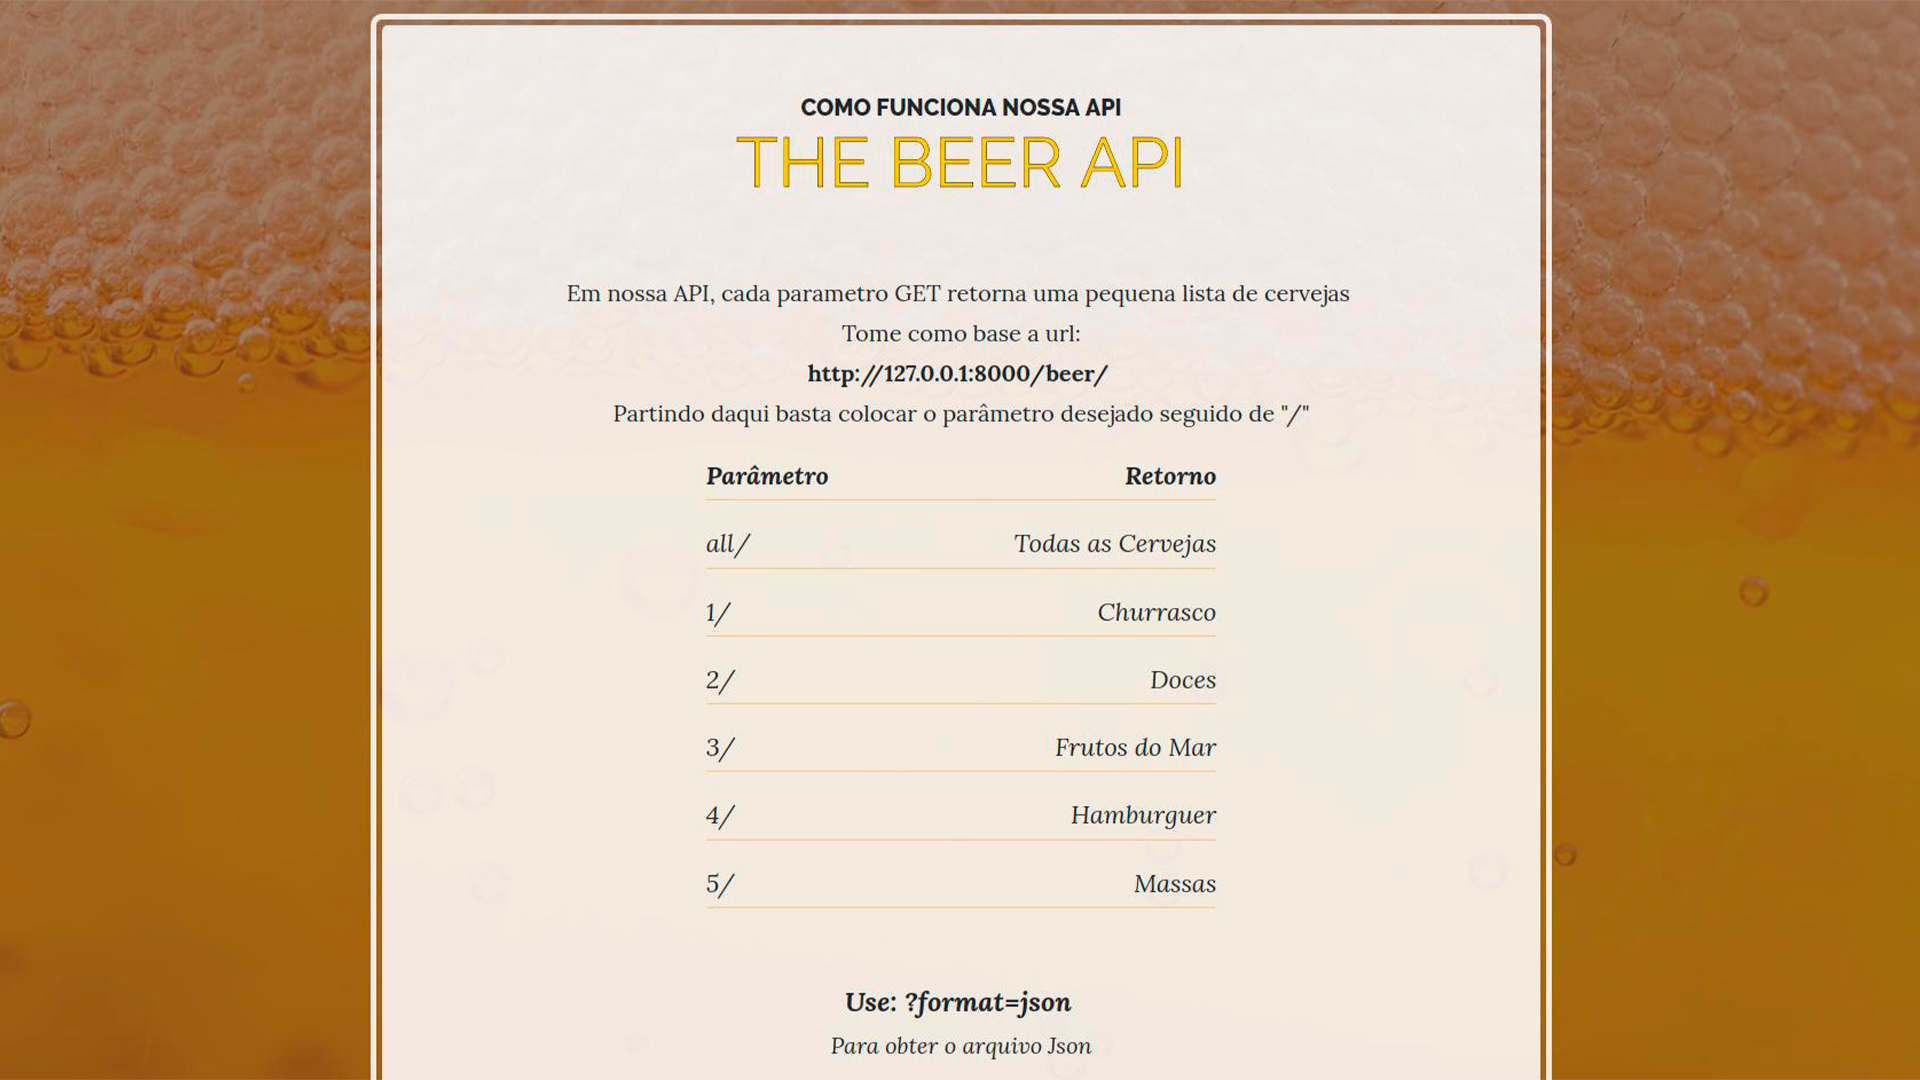 COMO FUNCIONA NOSSA API
THE BEER API
Em nossa API, cada parametro GET retorna uma pequena lista de cervejas
Tome como base a url:
http://127.0.0.1:8000/beer/
Partindo daqui basta colocar o parâmetro desejado seguido de "/"
Parâmetro Retorno
all/ Todas as Cervejas
1/ Churrasco
2/ Doces
3/ Frutos do Mar
4/ Hamburguer
5/ Massas
Use: ?format=json
Para obter o arquivo Json